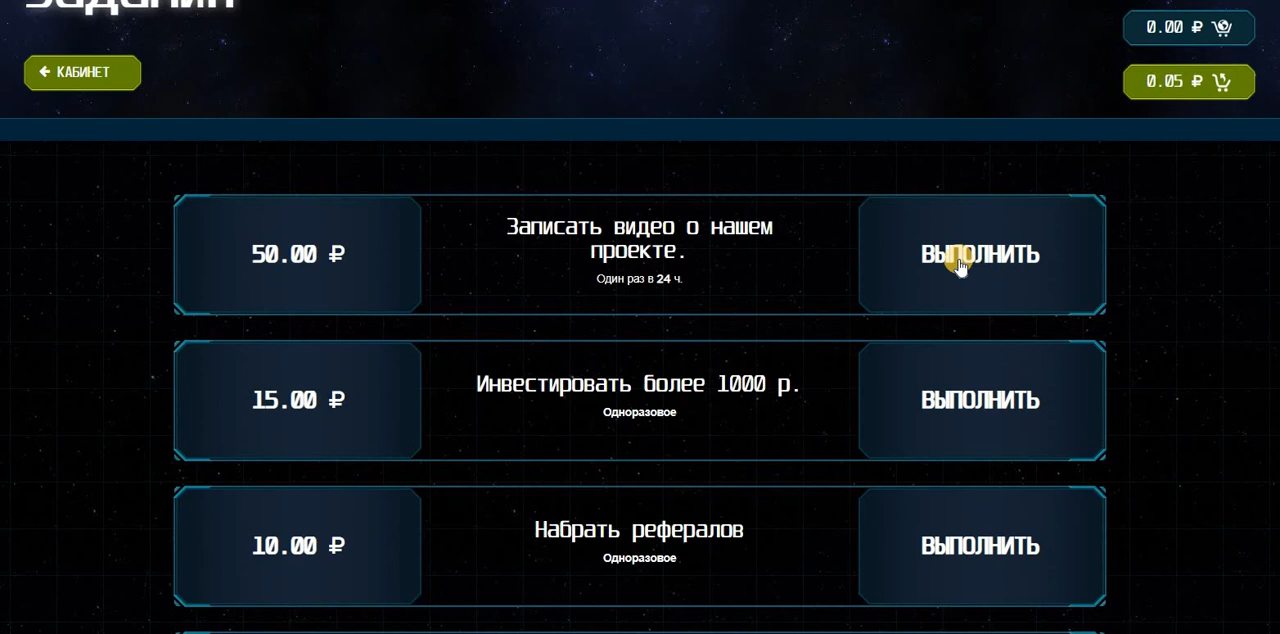 Задания
0.00 ₽
КАБИНЕТ
0.05 ₽
50.00 ₽
Записать видео о нашем
проекте.
Один раз в 24 ч.
ВЫПОЛНИТЬ
15.00 ₽
Инвестировать более 1000 р.
Одноразовое
ВЫПОЛНИТЬ
10.00 ₽
Набрать рефералов
Одноразовое
ВЫПОЛНИТЬ